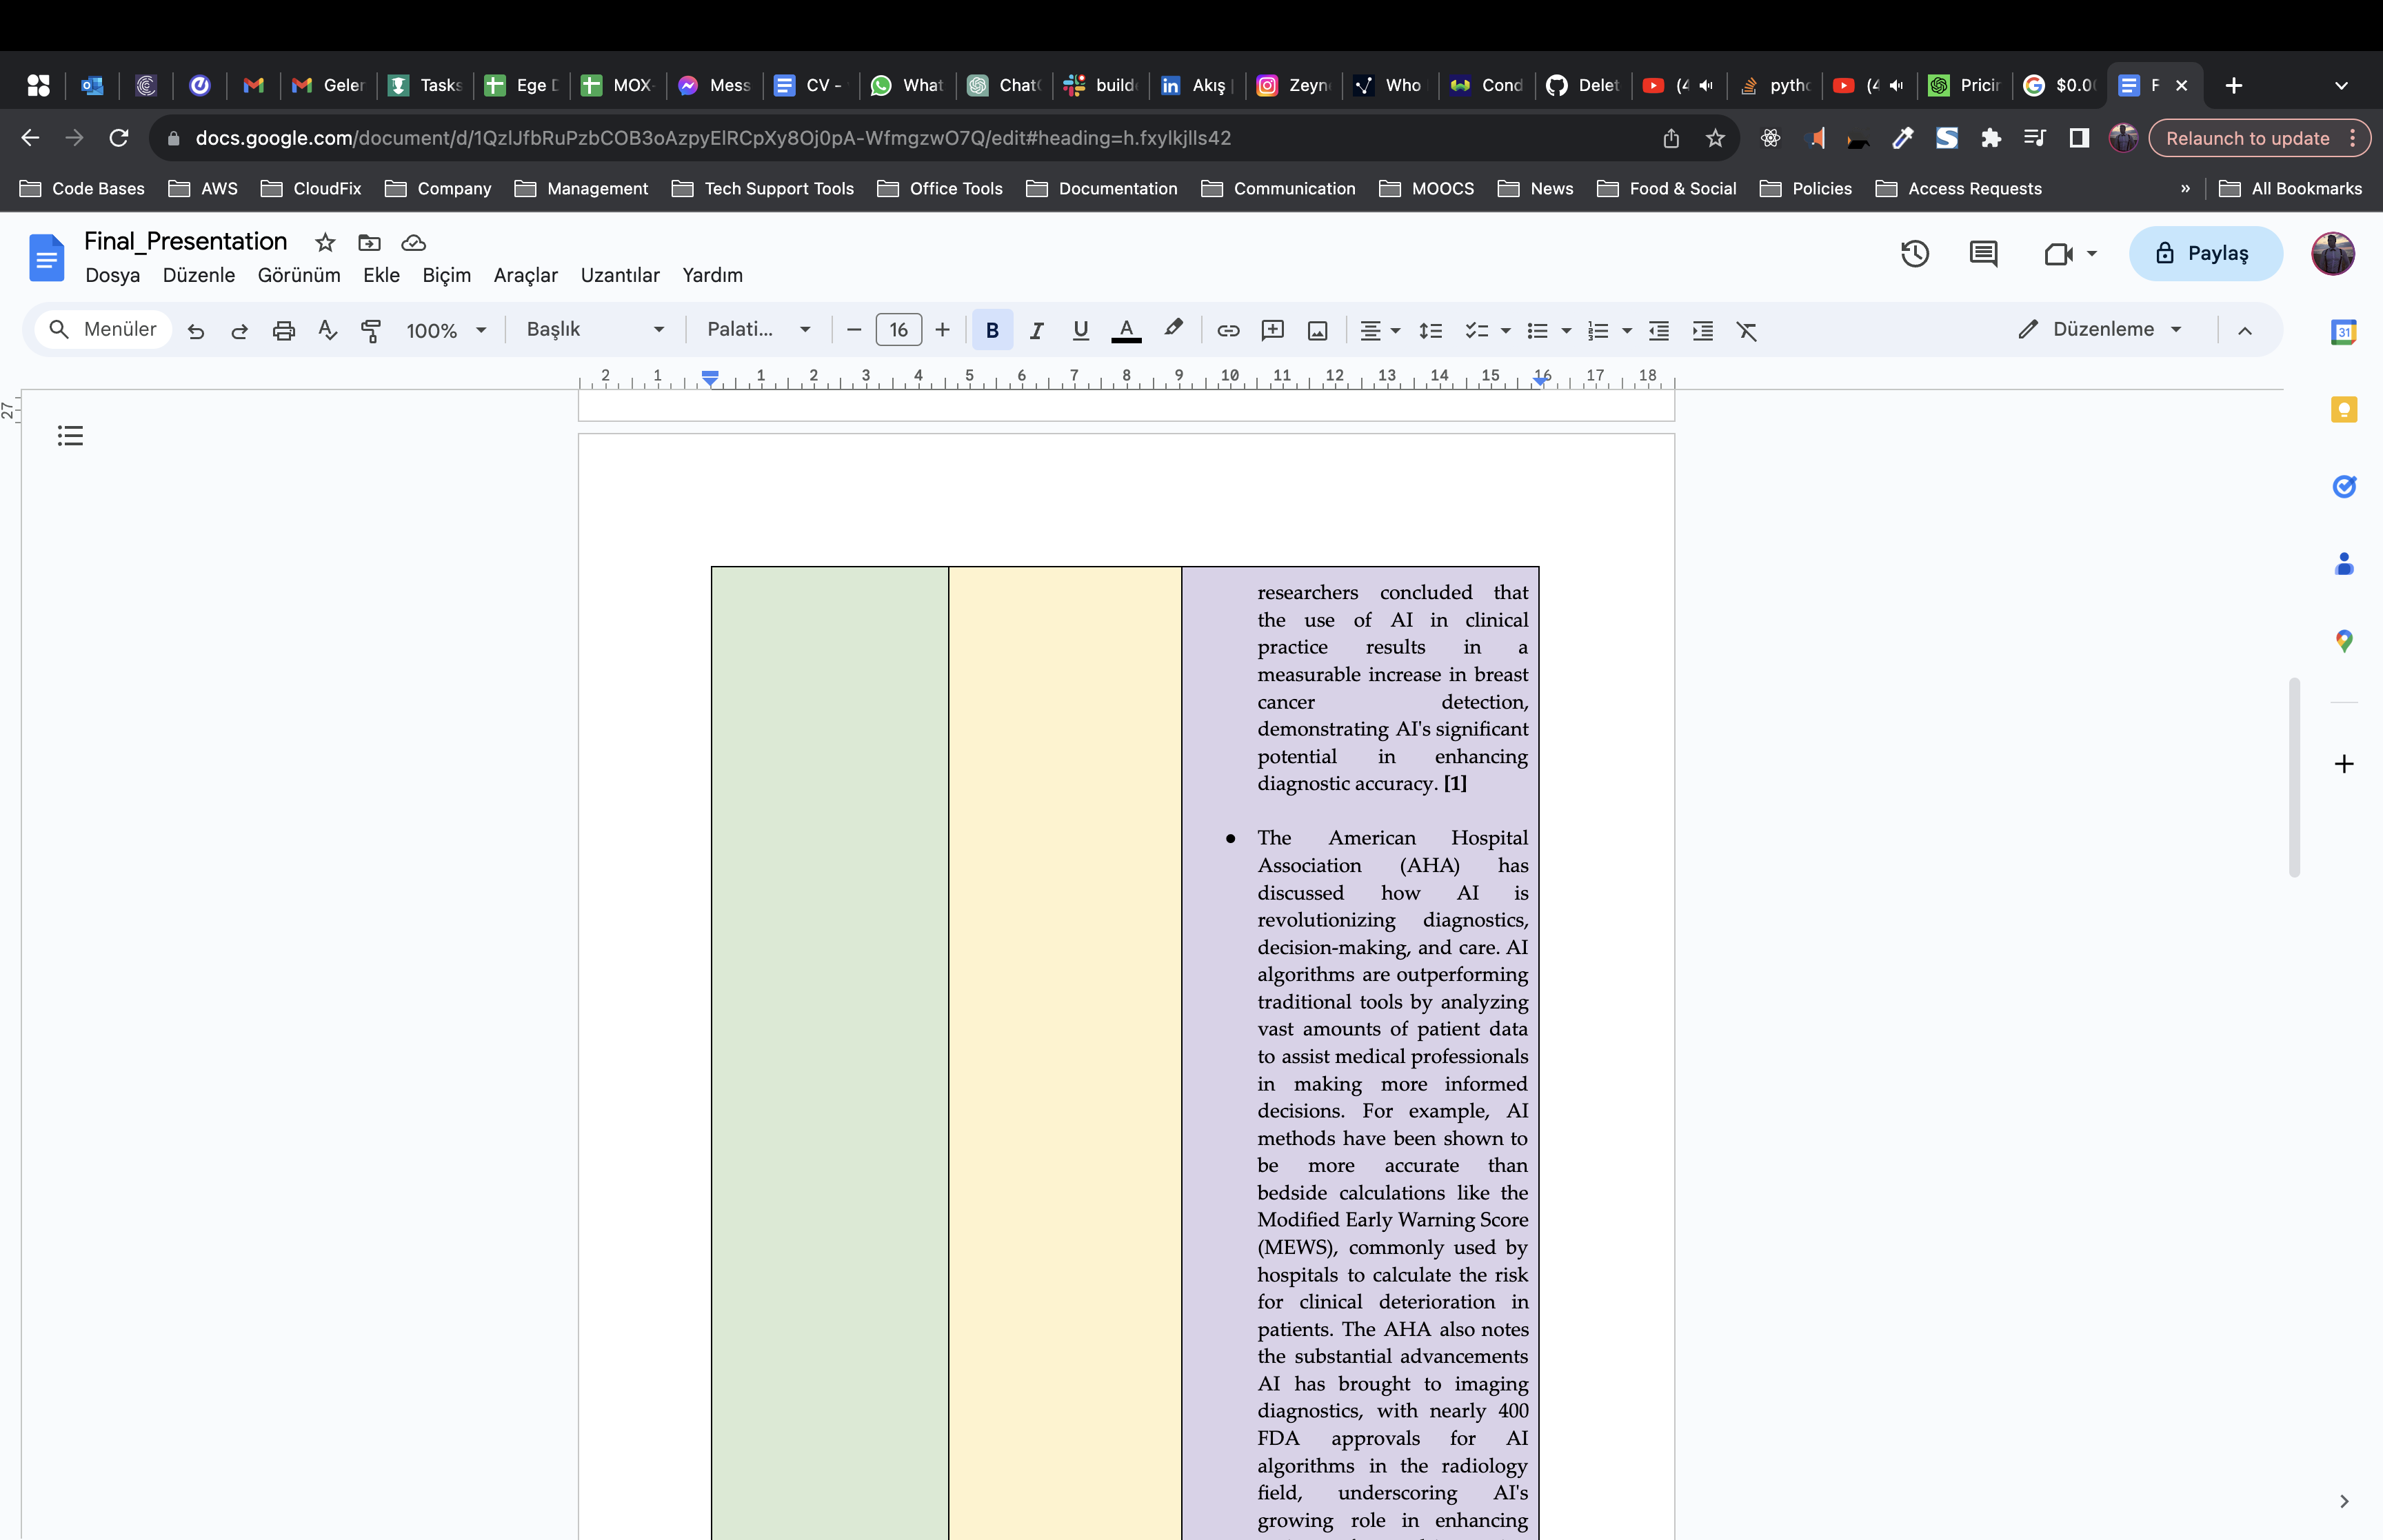 Geler
Tasks
Ege D
MOX-
Mess
CV -
What
Chat
build
Akış
Zeyn
Who
Cond
Delet
(4
pytho
(4
Pricin
$0.0
F
docs.google.com/document/d/1QzlJfbRuPzbCOB3oAzpyElRCpXy8Oj0pA-WfmgzwO7Q/edit#heading=h.fxylkjlls42
Relaunch to update
Code Bases
AWS
CloudFix
Company
Management
Tech Support Tools
Office Tools
Documentation
Communication
MOOCS
News
Food & Social
Policies
Access Requests
»
All Bookmarks
Final_Presentation
Dosya Düzenle Görünüm Ekle Biçim Araçlar Uzantılar Yardım
Paylaş
Menüler
100%
Başlık
Palati...
16
B
I
U
A
Düzenleme
31
2 1 1 2 3 4 5 6 7 8 9 10 11 12 13 14 15 16 17 18
27
researchers concluded that
the use of AI in clinical
practice results in a
measurable increase in breast
cancer detection,
demonstrating AI's significant
potential in enhancing
diagnostic accuracy. [1]
● The American Hospital
Association (AHA) has
discussed how AI is
revolutionizing diagnostics,
decision-making, and care. AI
algorithms are outperforming
traditional tools by analyzing
vast amounts of patient data
to assist medical professionals
in making more informed
decisions. For example, AI
methods have been shown to
be more accurate than
bedside calculations like the
Modified Early Warning Score
(MEWS), commonly used by
hospitals to calculate the risk
for clinical deterioration in
patients. The AHA also notes
the substantial advancements
AI has brought to imaging
diagnostics, with nearly 400
FDA approvals for AI
algorithms in the radiology
field, underscoring AI's
growing role in enhancing